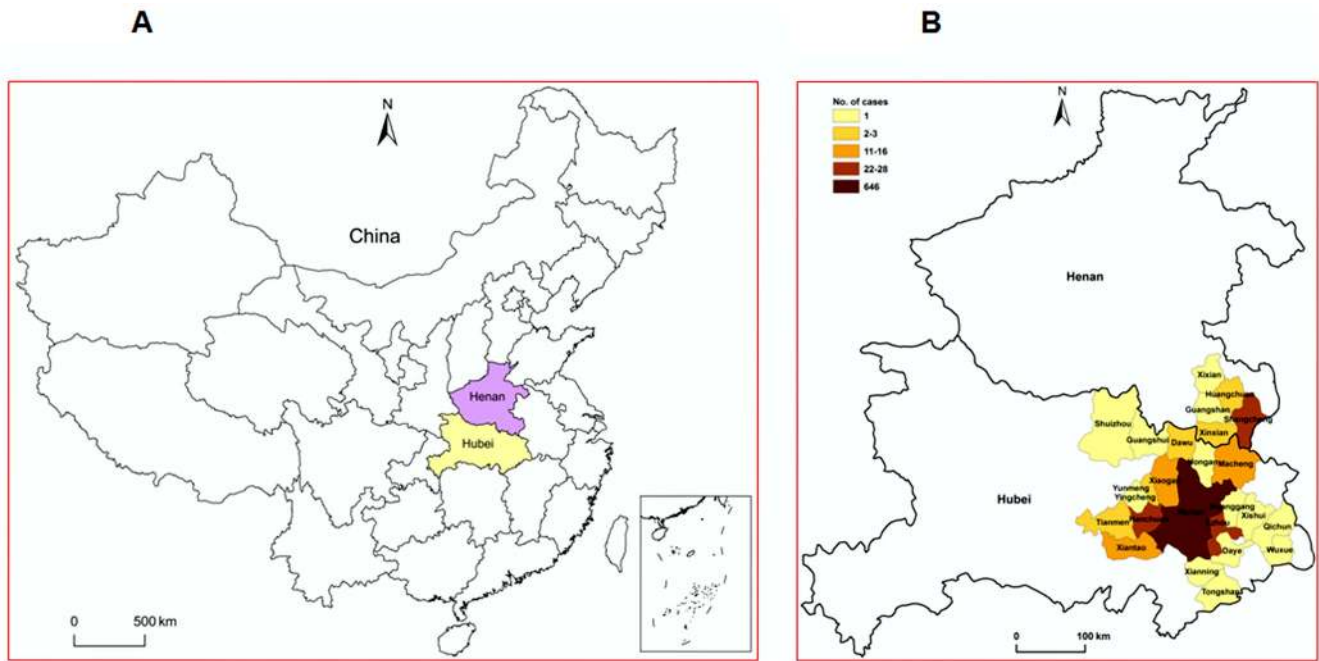 A
B
N
China
Henan
Hubei
0 500 km
No. of cases
1
2-3
11-16
22-28
646
N
Henan
Hubei
Xixian
Huangchuan
Guangshan
Shangcheng
Xinxian
Shuizhou
Guangshui
Dawu
Macheng
Yunmeng
Yingcheng
Tianmen
Xiantao
Xishui
Qichun
Wuxue
Daye
Xianning
Tongshan
0 100 km